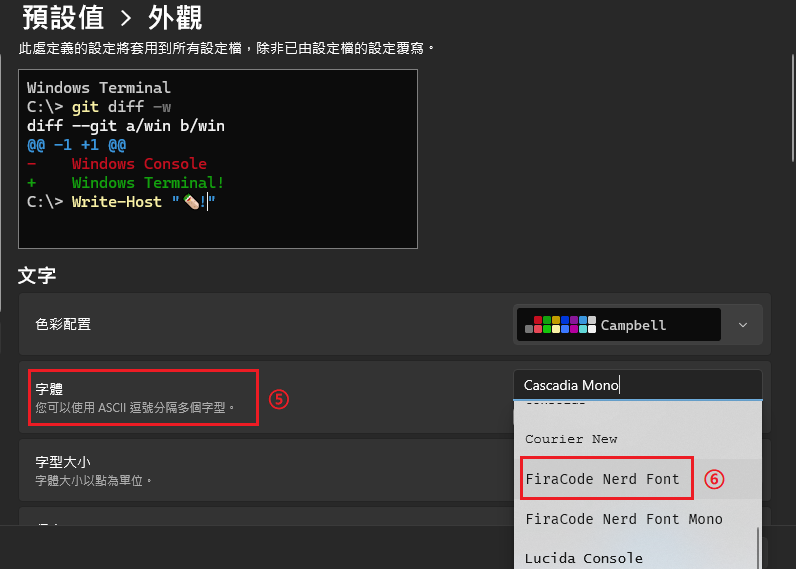 預設值 > 外觀
此處定義的設定將套用到所有設定檔，除非已由設定檔的設定覆寫。
Windows Terminal
C:\> git diff -w
diff --git a/win b/win
@@ -1 +1 @@
-    Windows Console
+    Windows Terminal!
C:\> Write-Host "🪟!"
文字
色彩配置
Campbell
字體
您可以使用 ASCII 逗號分隔多個字型。
⑤
Cascadia Mono
Consolas
Courier New
FiraCode Nerd Font
⑥
FiraCode Nerd Font Mono
Lucida Console
字型大小
字體大小以點為單位。